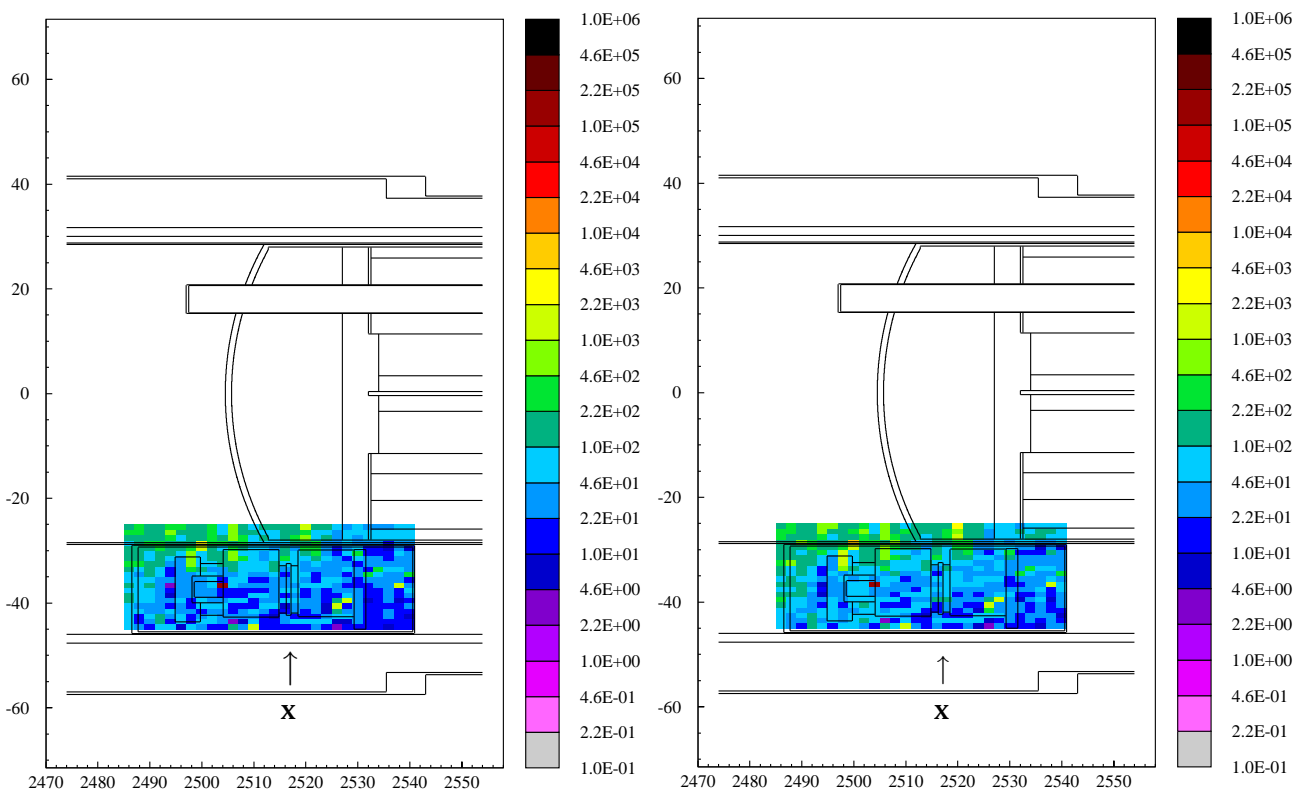 60
40
20
0
-20
-40
-60
2470 2480 2490 2500 2510 2520 2530 2540 2550
X
1.0E+06
4.6E+05
2.2E+05
1.0E+05
4.6E+04
2.2E+04
1.0E+04
4.6E+03
2.2E+03
1.0E+03
4.6E+02
2.2E+02
1.0E+02
4.6E+01
2.2E+01
1.0E+01
4.6E+00
2.2E+00
1.0E+00
4.6E-01
2.2E-01
1.0E-01
60
40
20
0
-20
-40
-60
2470 2480 2490 2500 2510 2520 2530 2540 2550
X
1.0E+06
4.6E+05
2.2E+05
1.0E+05
4.6E+04
2.2E+04
1.0E+04
4.6E+03
2.2E+03
1.0E+03
4.6E+02
2.2E+02
1.0E+02
4.6E+01
2.2E+01
1.0E+01
4.6E+00
2.2E+00
1.0E+00
4.6E-01
2.2E-01
1.0E-01